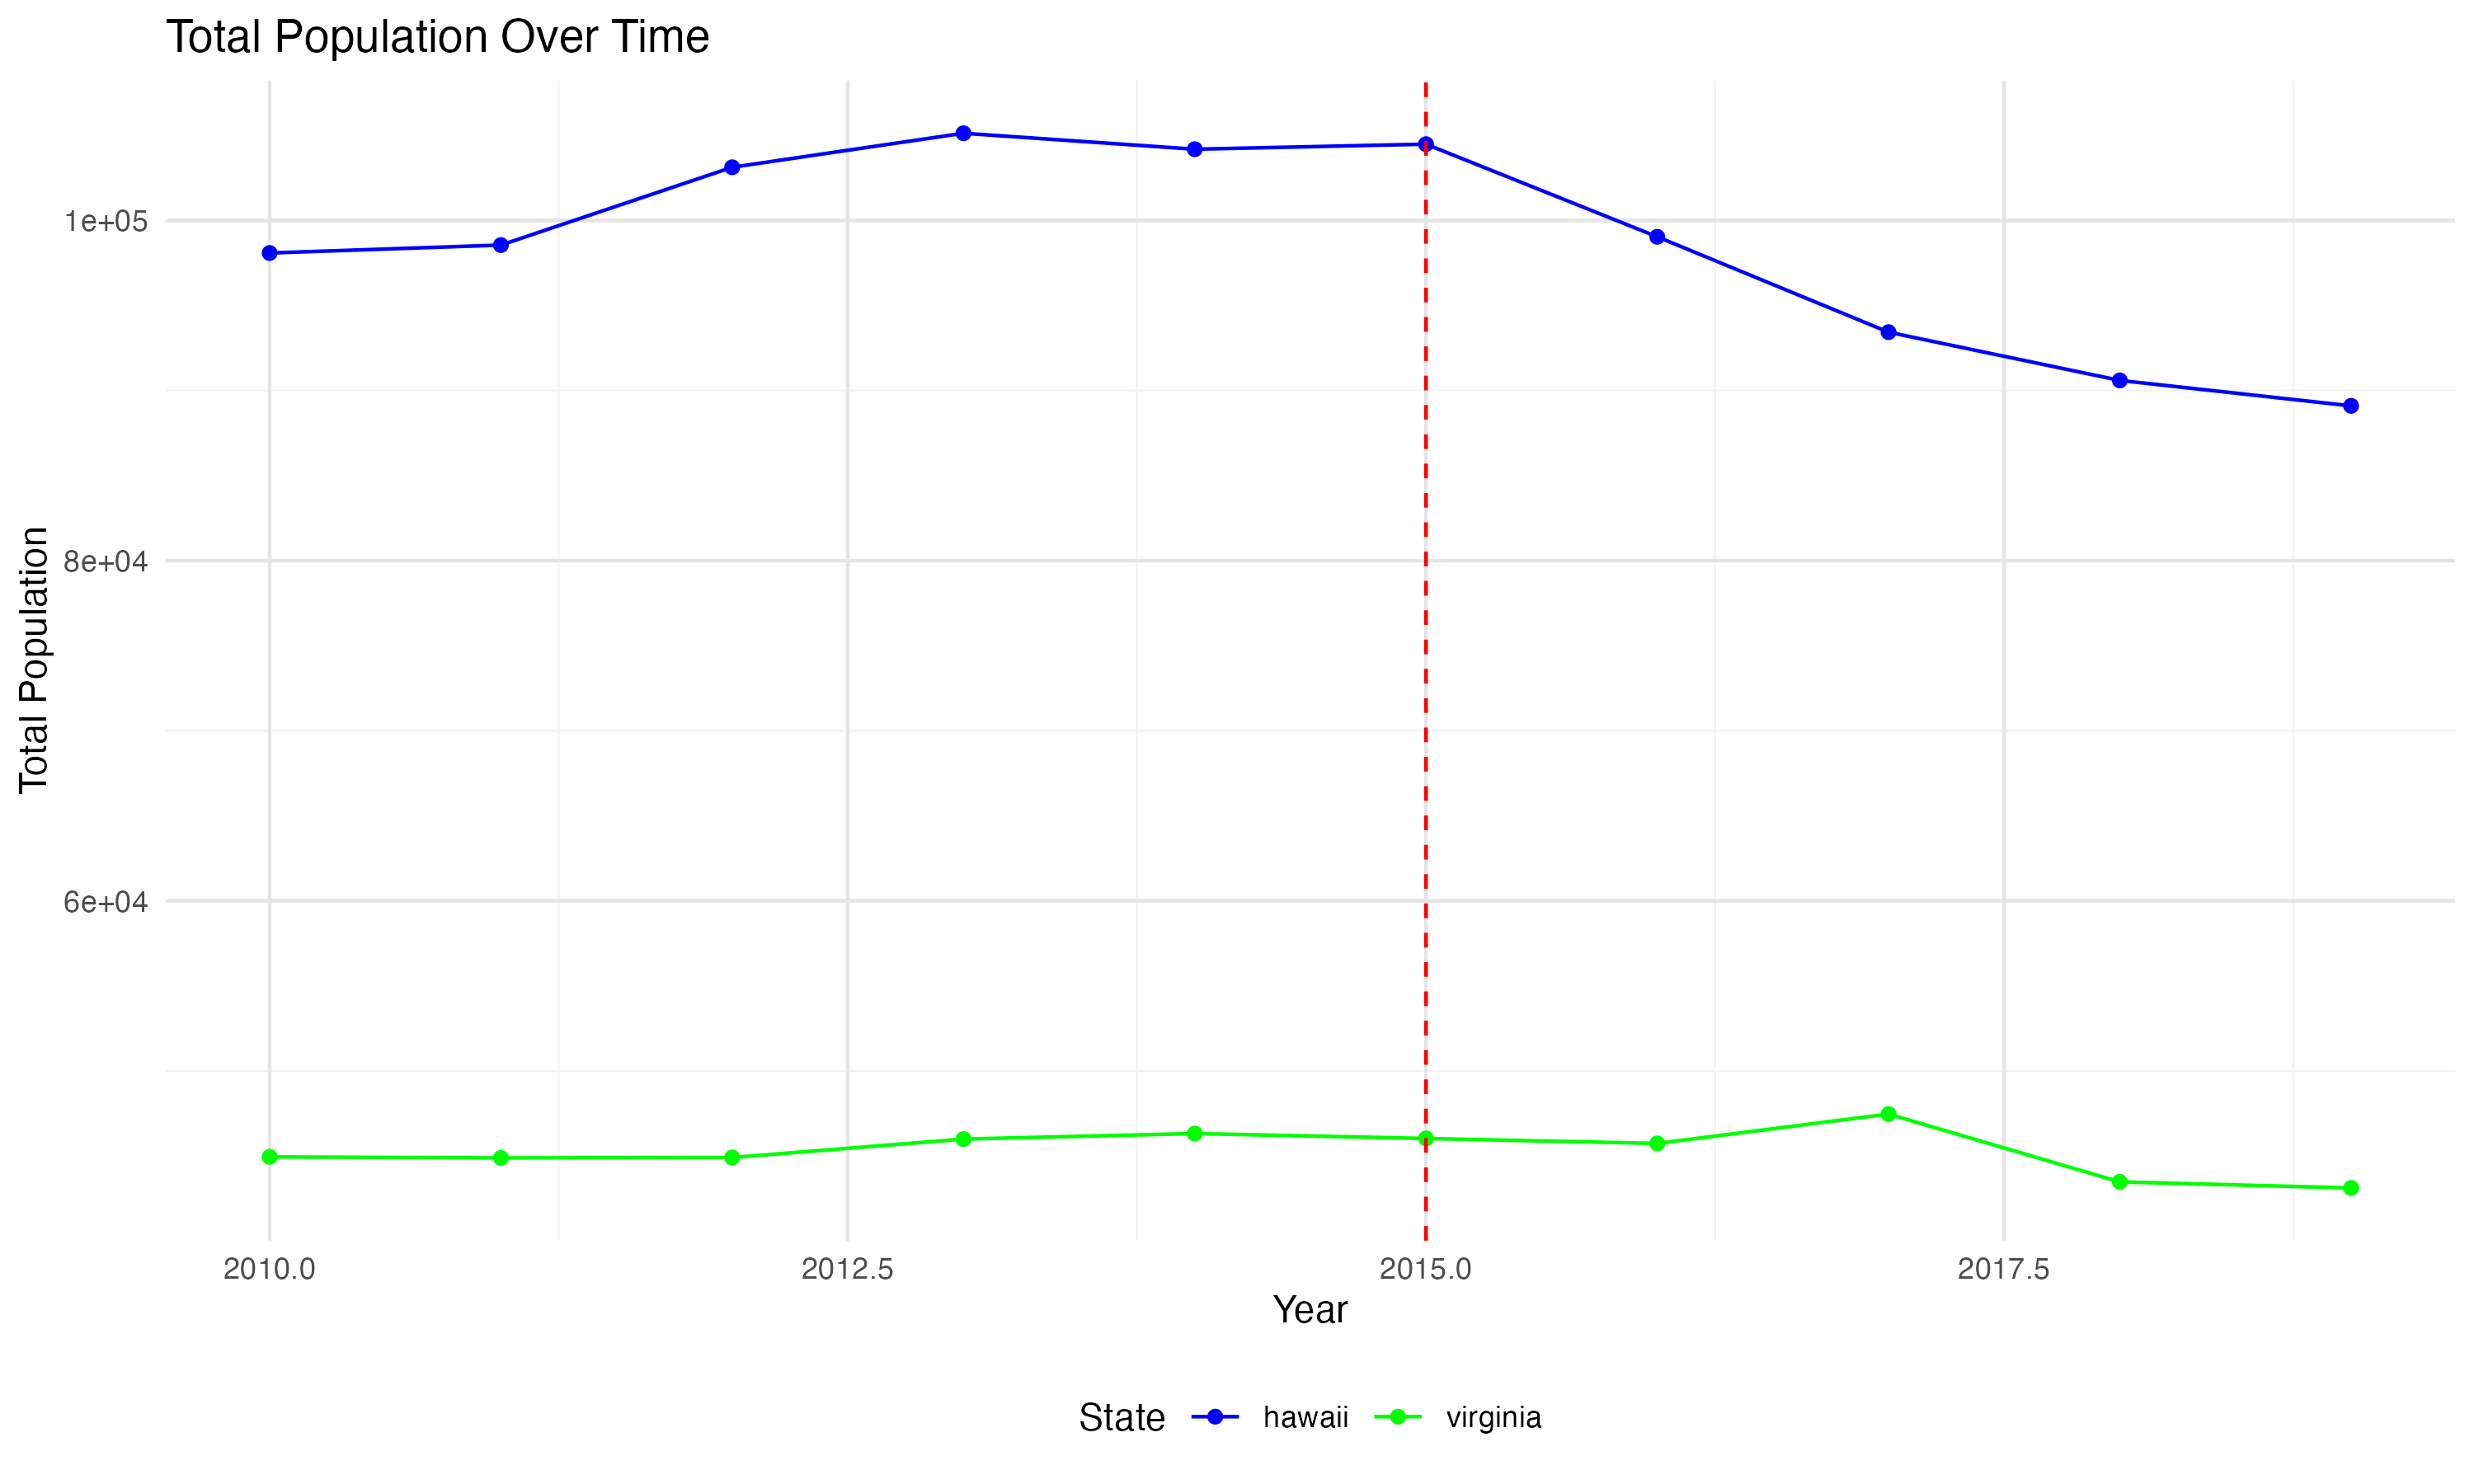 Total Population Over Time
Total Population
1e+05
8e+04
6e+04
2010.0 2012.5 2015.0 2017.5
Year
State hawaii virginia